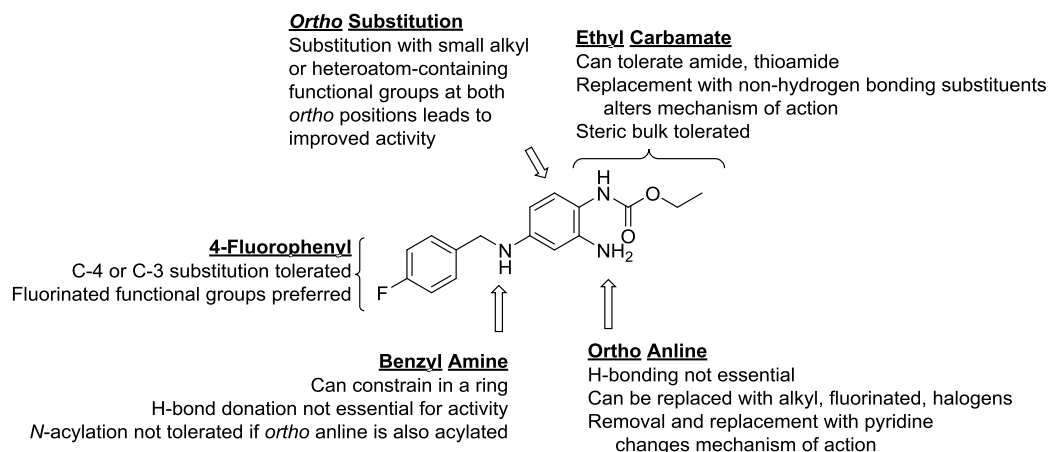 Ortho Substitution
Substitution with small alkyl
or heteroatom-containing
functional groups at both
ortho positions leads to
improved activity
Ethyl Carbamate
Can tolerate amide, thioamide
Replacement with non-hydrogen bonding substituents
alters mechanism of action
Steric bulk tolerated
H
N
O
O
NH2
N
H
F
4-Fluorophenyl
C-4 or C-3 substitution tolerated
Fluorinated functional groups preferred
Benzyl Amine
Can constrain in a ring
H-bond donation not essential for activity
N-acylation not tolerated if ortho anline is also acylated
Ortho Anline
H-bonding not essential
Can be replaced with alkyl, fluorinated, halogens
Removal and replacement with pyridine
changes mechanism of action